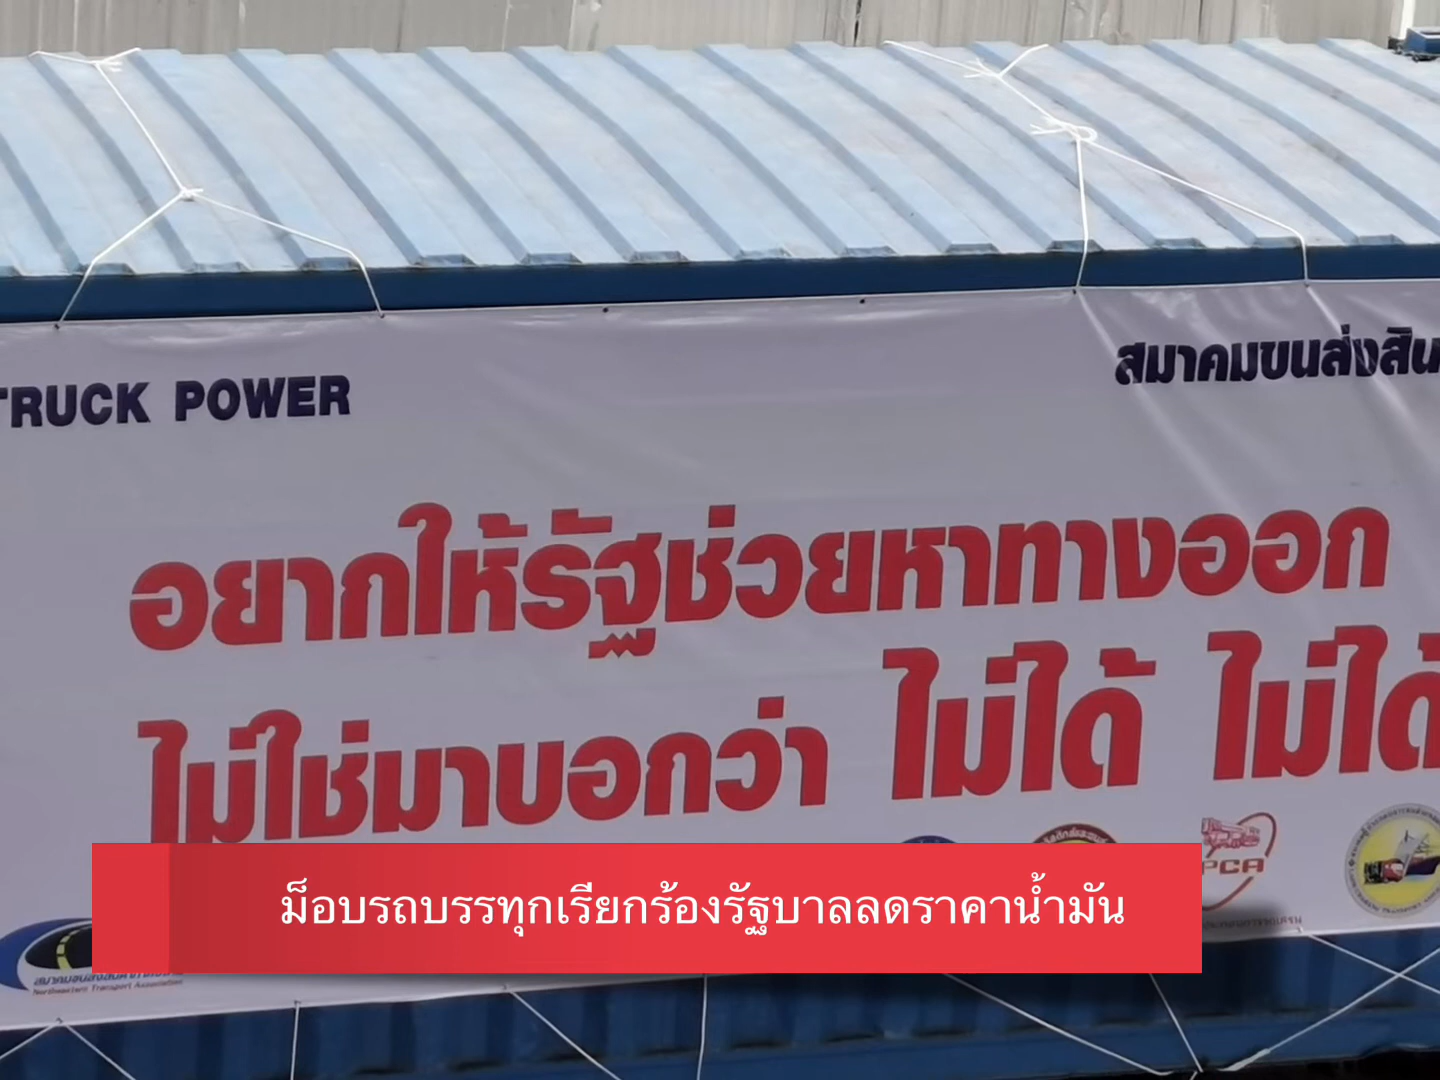 TRUCK POWER
สมาคมขนส่งสิน
อยากให้รัฐช่วยหาทางออก
ไม่ใช่มาบอกว่า ไม่ได้ ไม่ได้
PCA
ม็อบรถบรรทุกเรียกร้องรัฐบาลลดราคาน้ำมัน
Northeastern Transport Association